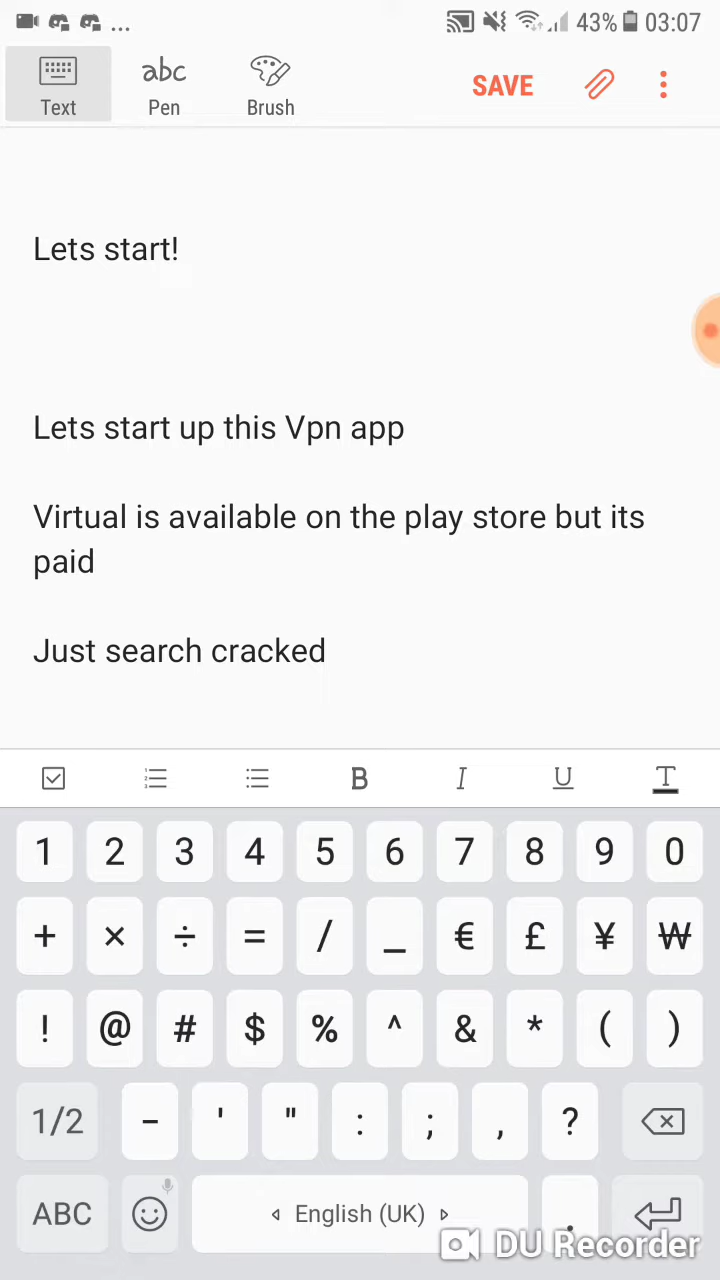 ... 43% 03:07
Text abc Pen Brush SAVE
Lets start!
Lets start up this Vpn app
Virtual is available on the play store but its
paid
Just search cracked
B I U T
1 2 3 4 5 6 7 8 9 0
+ × ÷ = / _ € £ ¥ ₩
! @ # $ % ^ & * ( )
1/2 - ' " : ; , ?
ABC English (UK) .
DU Recorder